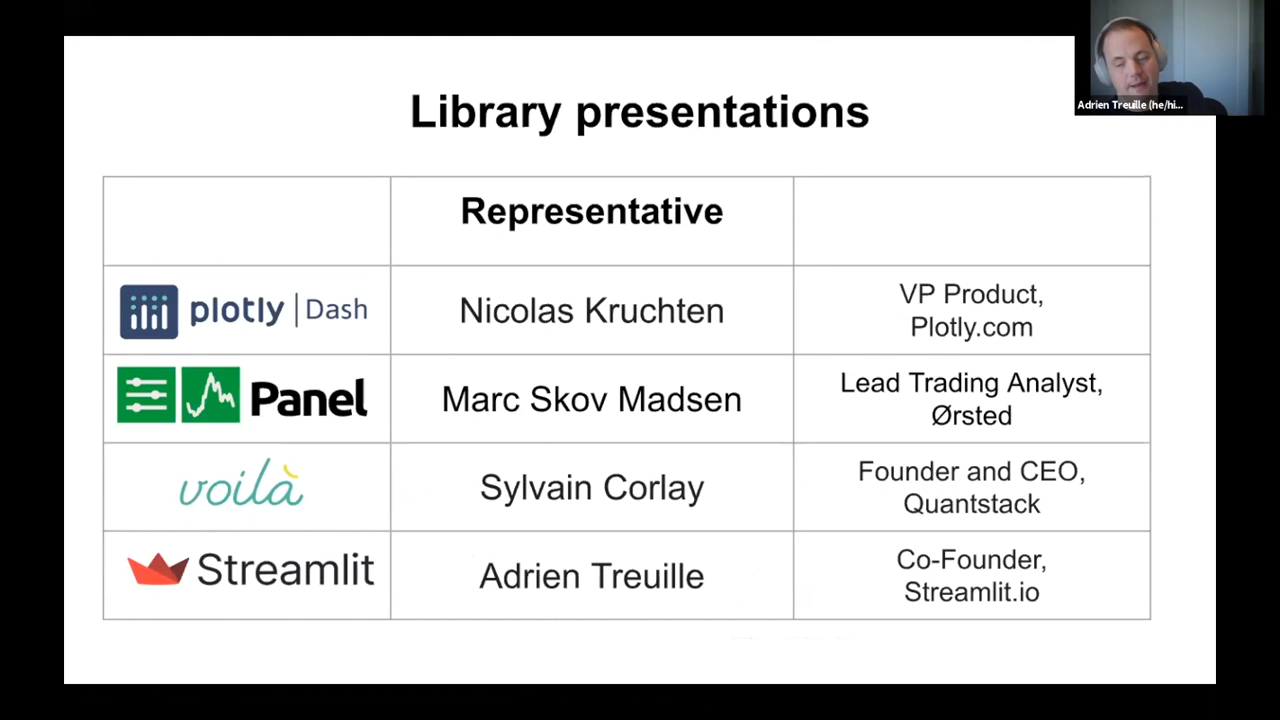 Library presentations
Adrien Treuille (he/hi...
Representative
plotly | Dash
Nicolas Kruchten
VP Product,
Plotly.com
Panel
Marc Skov Madsen
Lead Trading Analyst,
Ørsted
voilà
Sylvain Corlay
Founder and CEO,
Quantstack
Streamlit
Adrien Treuille
Co-Founder,
Streamlit.io